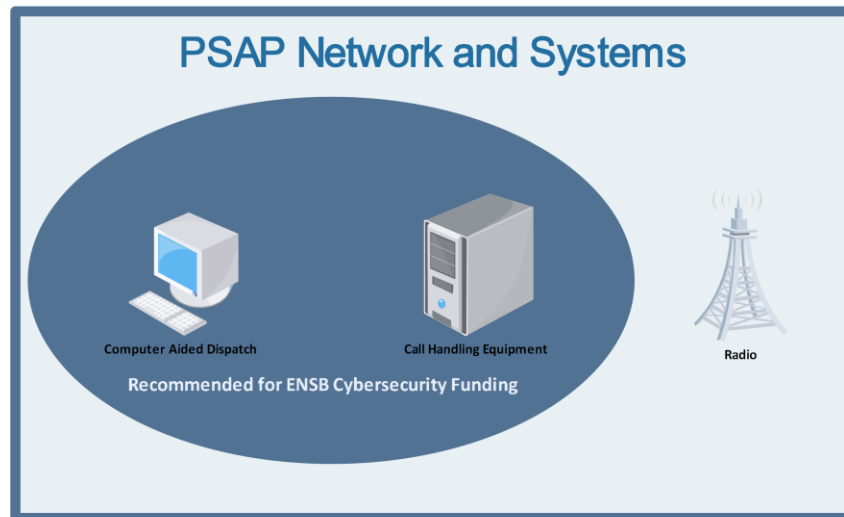 PSAP Network and Systems
Computer Aided Dispatch
Call Handling Equipment
Radio
Recommended for ENSB Cybersecurity Funding